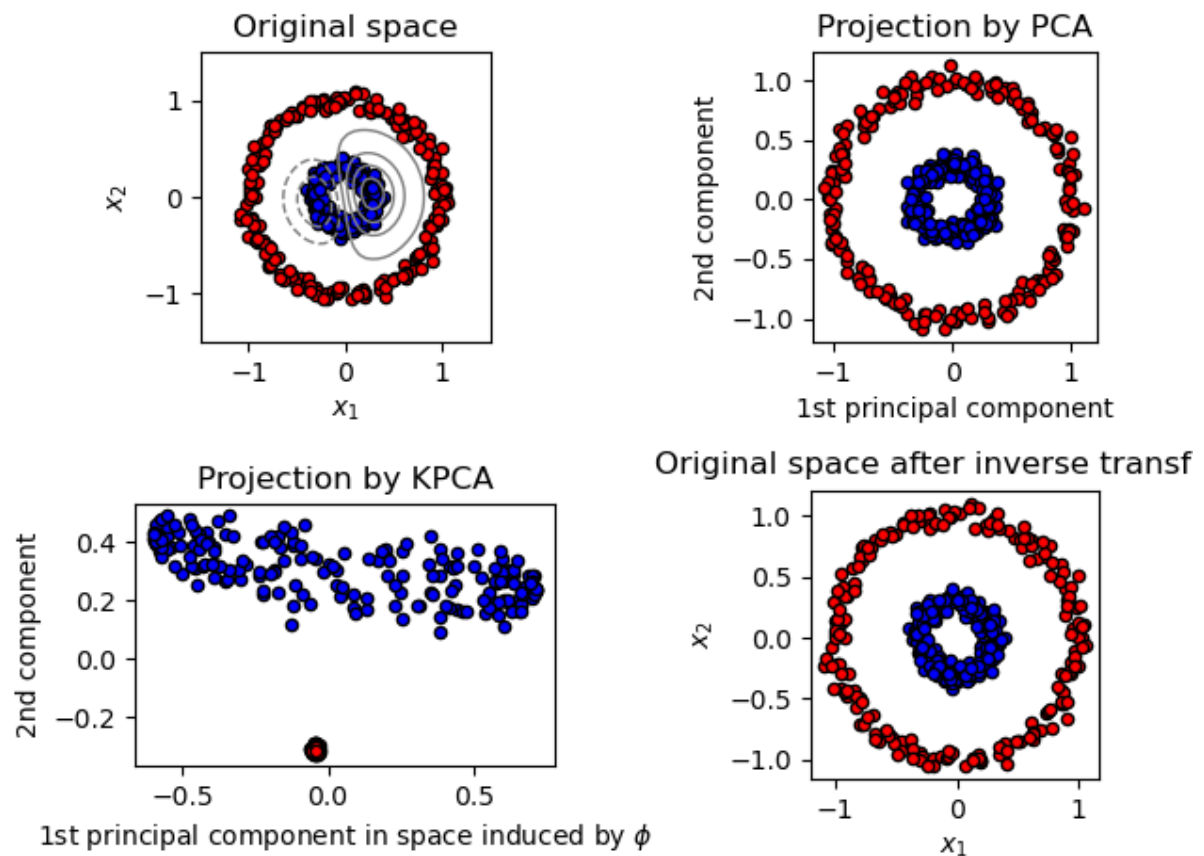 Original space
1
0
−1
x₂
−1
0
1
x₁
Projection by PCA
1.0
0.5
0.0
−0.5
−1.0
2nd component
−1
0
1
1st principal component
Projection by KPCA
0.4
0.2
0.0
−0.2
2nd component
−0.5
0.0
0.5
1st principal component in space induced by ϕ
Original space after inverse transf
1.0
0.5
0.0
−0.5
−1.0
x₂
−1
0
1
x₁